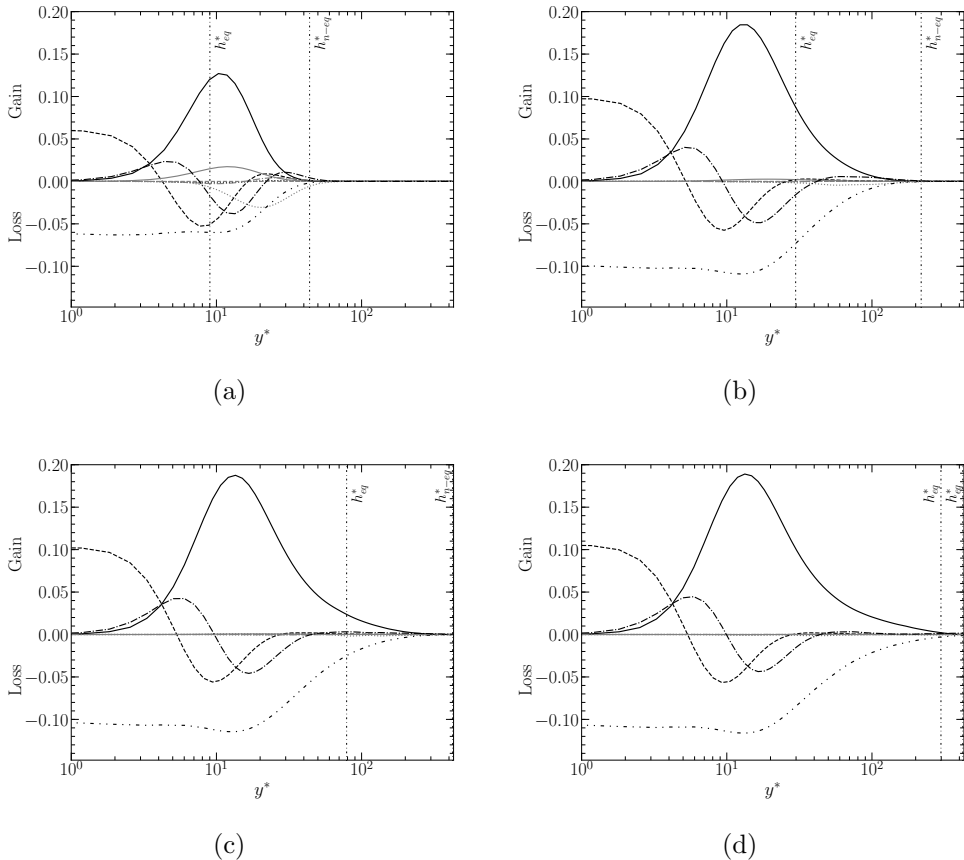 0.20
0.15
0.10
0.05
0.00
−0.05
−0.10
Gain
Loss
10^0
10^1
10^2
y^*
h^*_{eq}
h^*_{n−eq}
(a)
0.20
0.15
0.10
0.05
0.00
−0.05
−0.10
Gain
Loss
10^0
10^1
10^2
y^*
h^*_{eq}
h^*_{n−eq}
(b)
0.20
0.15
0.10
0.05
0.00
−0.05
−0.10
Gain
Loss
10^0
10^1
10^2
y^*
h^*_{eq}
h^*_{n−eq}
(c)
0.20
0.15
0.10
0.05
0.00
−0.05
−0.10
Gain
Loss
10^0
10^1
10^2
y^*
h^*_{eq}
h^*_{eq}
(d)